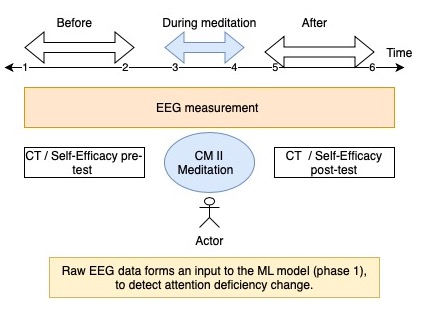 Before
During meditation
After
Time
1
2
3
4
5
6
EEG measurement
CT / Self-Efficacy pre-
test
CM II
Meditation
CT / Self-Efficacy
post-test
Actor
Raw EEG data forms an input to the ML model (phase 1),
to detect attention deficiency change.